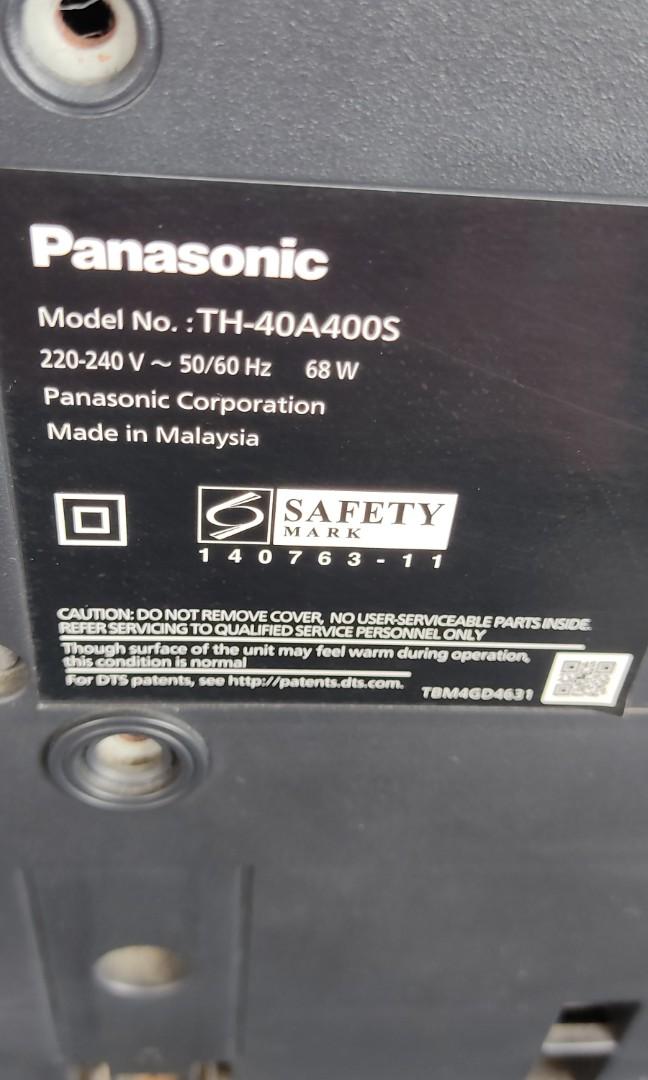 Panasonic
Model No. : TH-40A400S
220-240 V ~ 50/60 Hz 68 W
Panasonic Corporation
Made in Malaysia
S SAFETY
MARK
140763-11
CAUTION: DO NOT REMOVE COVER, NO USER-SERVICEABLE PARTS INSIDE.
REFER SERVICING TO QUALIFIED SERVICE PERSONNEL ONLY
Though surface of the unit may feel warm during operation,
this condition is normal
For DTS patents, see http://patents.dts.com.
TBM4GD4631